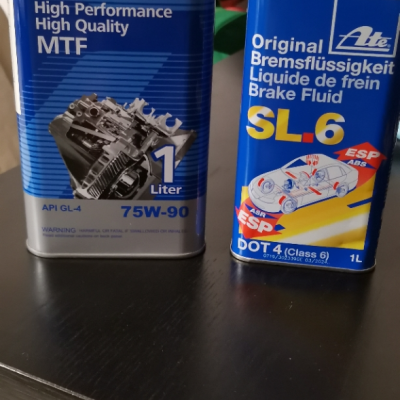 High Performance
High Quality
MTF
1
Liter
API GL-4
75W-90
WARNING
Ate
Original
Bremsflüssigkeit
Liquide de frein
Brake Fluid
SL.6
ESP
ABS
ASR
ESP
DOT 4 (Class 6)
1L